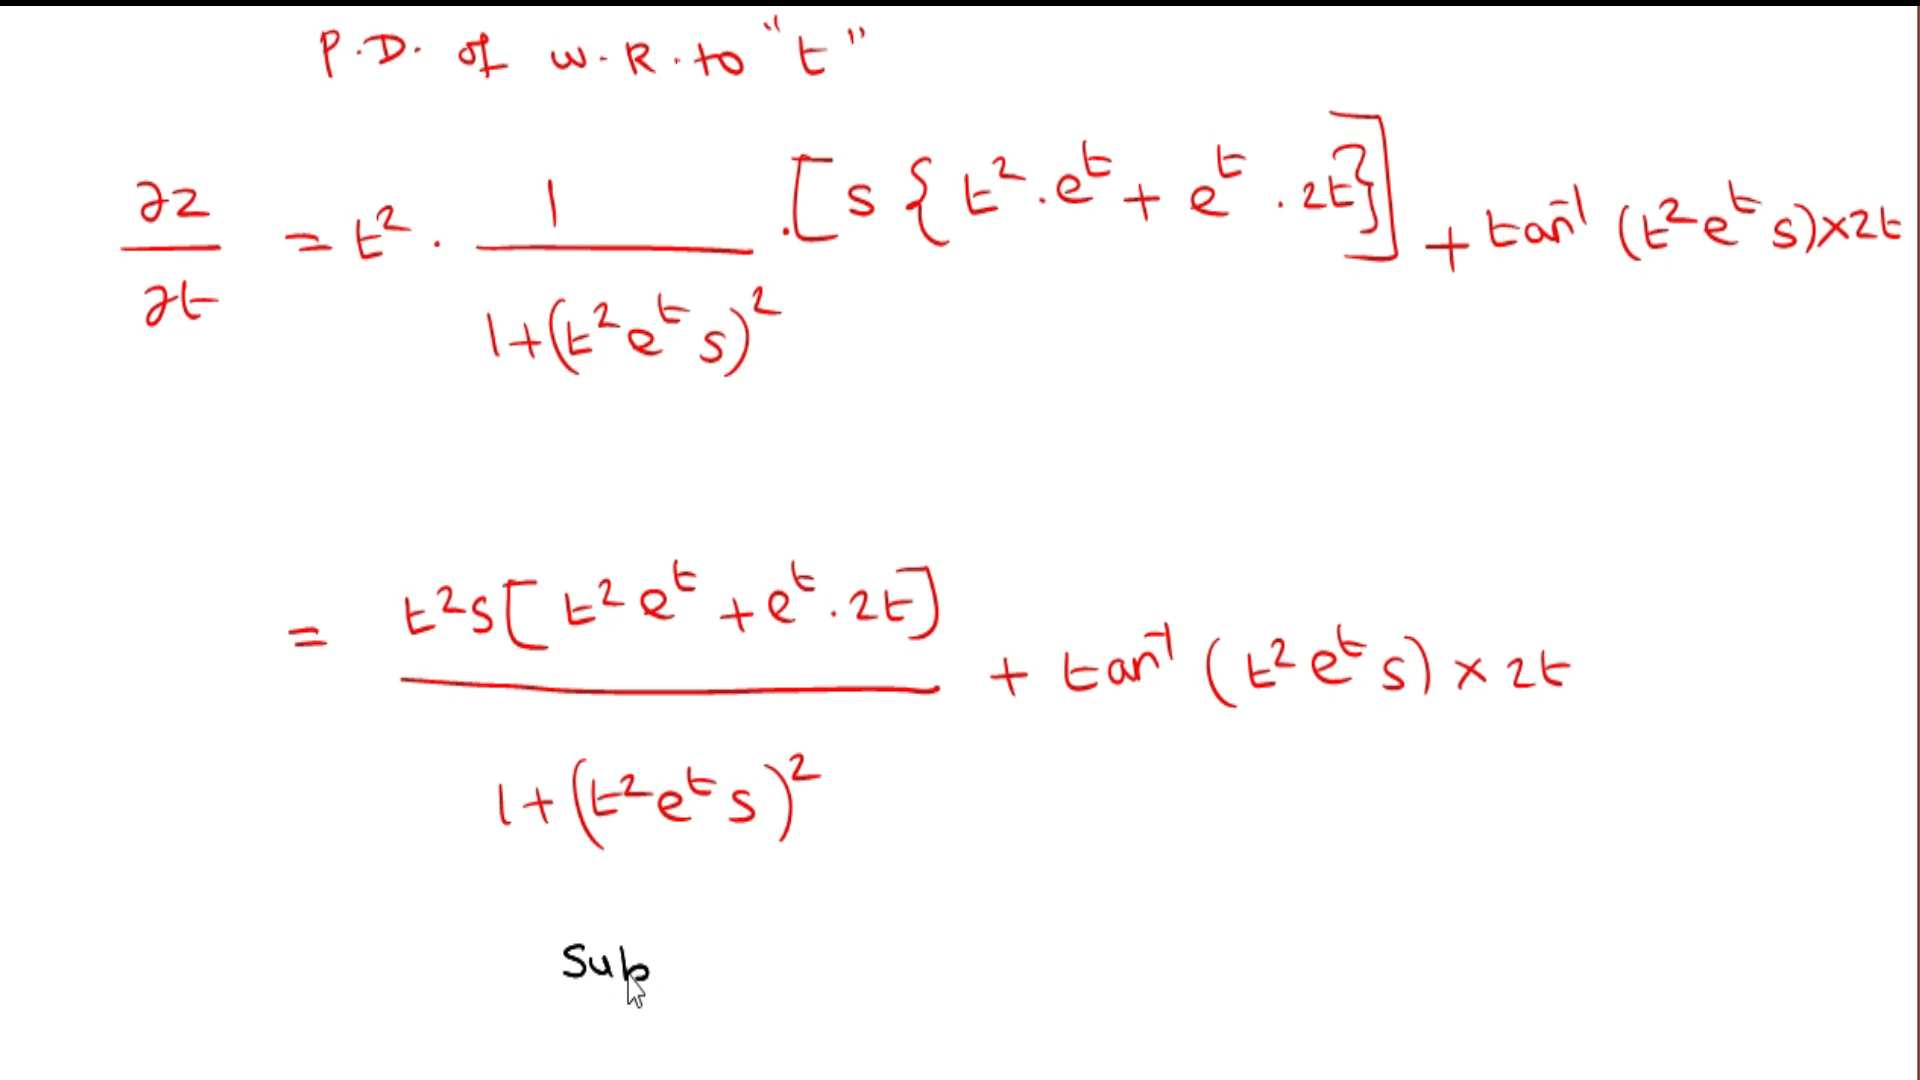 P.D. of w.R.to "t"
∂z/∂t = t² · 1/(1+(t²eᵗs)²) · [s{t²·eᵗ + eᵗ·2t}] + tan⁻¹(t²eᵗs)×2t
= t²s[t²eᵗ + eᵗ·2t]/(1+(t²eᵗs)²) + tan⁻¹(t²eᵗs)×2t
Sub